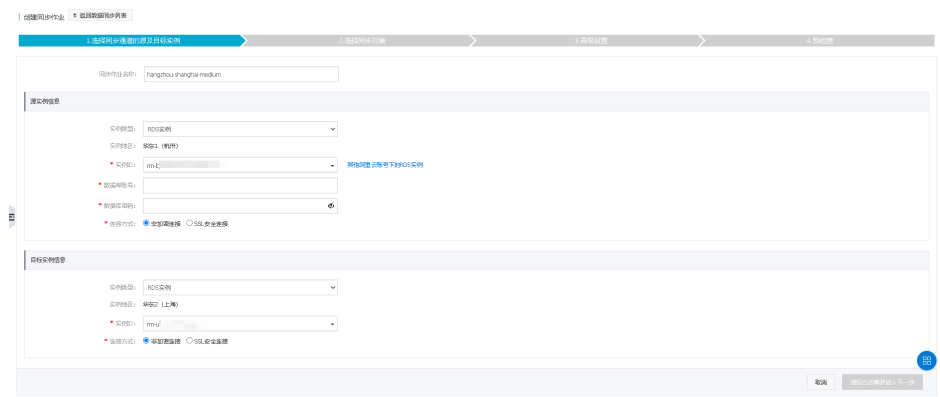 创建同步作业 返回数据同步列表
1.选择同步通道的源及目标实例 2.选择同步对象 3.高级设置 4.预检查
同步作业名称: hangzhou-shanghai-medium
源实例信息
实例类型: RDS实例
实例地区: 华东1（杭州）
* 实例ID: rm-b 其他阿里云账号下的RDS实例
* 数据库账号:
* 数据库密码:
* 连接方式: 非加密连接 SSL安全连接
目标实例信息
实例类型: RDS实例
实例地区: 华东2（上海）
* 实例ID: rm-u
* 连接方式: 非加密连接 SSL安全连接
取消 授权白名单并进入下一步